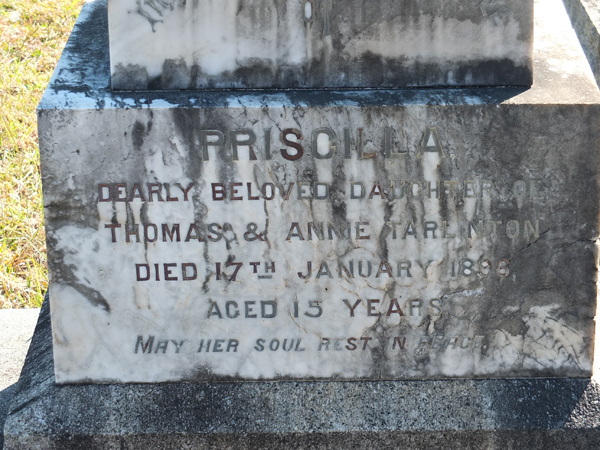 PRISCILLA
DEARLY BELOVED DAUGHTER OF
THOMAS & ANNIE TARLINTON
DIED 17TH JANUARY
AGED 15 YEARS
MAY HER SOUL REST IN PEACE.